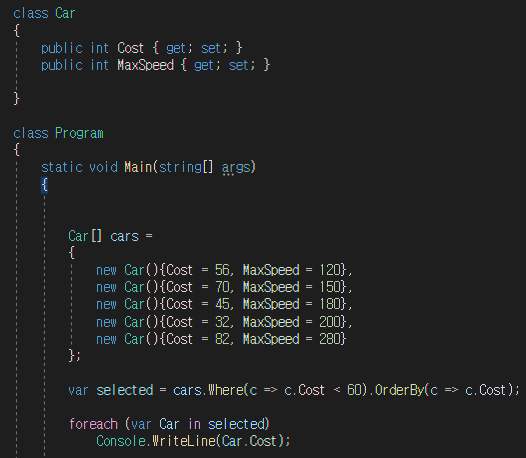 class Car
{
    public int Cost { get; set; }
    public int MaxSpeed { get; set; }
}
class Program
{
    static void Main(string[] args)
    {
        Car[] cars =
        {
            new Car(){Cost = 56, MaxSpeed = 120},
            new Car(){Cost = 70, MaxSpeed = 150},
            new Car(){Cost = 45, MaxSpeed = 180},
            new Car(){Cost = 32, MaxSpeed = 200},
            new Car(){Cost = 82, MaxSpeed = 280}
        };
        var selected = cars.Where(c => c.Cost < 60).OrderBy(c => c.Cost);
        foreach (var Car in selected)
            Console.WriteLine(Car.Cost);